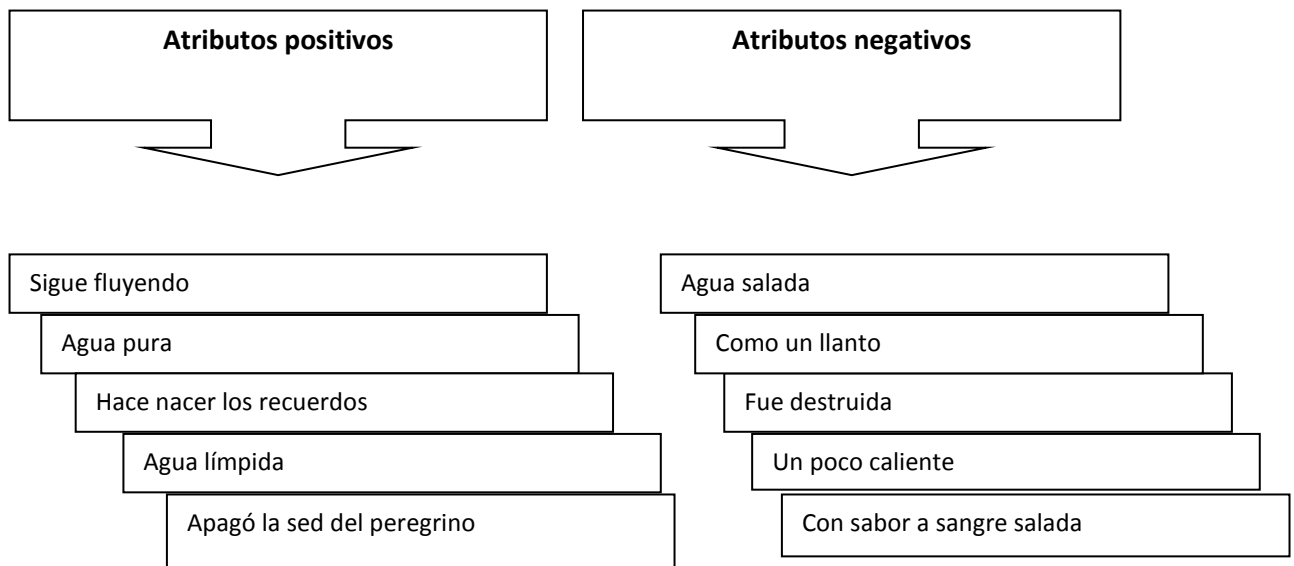 Atributos positivos
Atributos negativos
Sigue fluyendo
Agua pura
Hace nacer los recuerdos
Agua límpida
Apagó la sed del peregrino
Agua salada
Como un llanto
Fue destruida
Un poco caliente
Con sabor a sangre salada